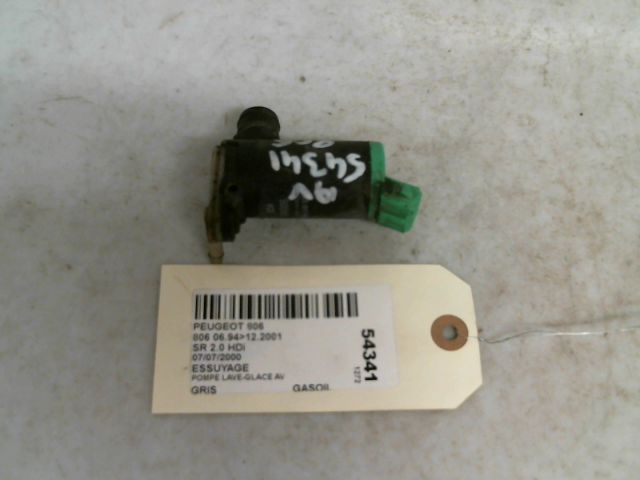 AV
54341
PEUGEOT 806
806 06.94>12.2001
SR 2.0 HDi
07/07/2000
ESSUYAGE
POMPE LAVE-GLACE AV
GRIS GASOIL
54341
1272